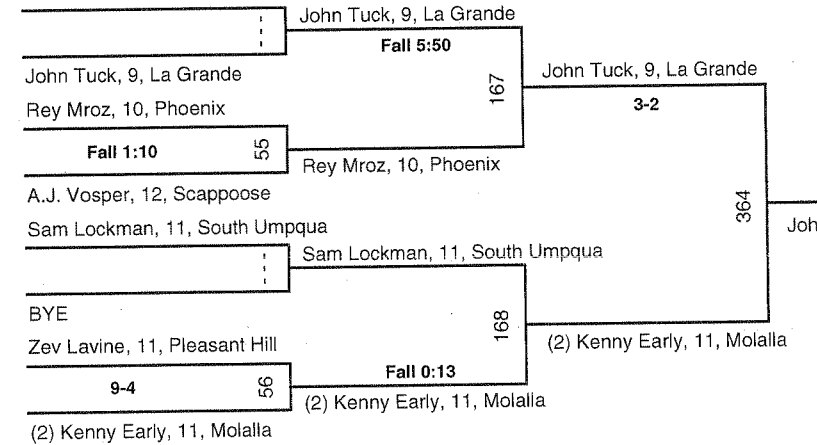 John Tuck, 9, La Grande
Fall 5:50
John Tuck, 9, La Grande
John Tuck, 9, La Grande
167
3-2
Rey Mroz, 10, Phoenix
Fall 1:10
55
Rey Mroz, 10, Phoenix
A.J. Vosper, 12, Scappoose
364
Joh
Sam Lockman, 11, South Umpqua
Sam Lockman, 11, South Umpqua
BYE
168
(2) Kenny Early, 11, Molalla
Zev Lavine, 11, Pleasant Hill
Fall 0:13
9-4
56
(2) Kenny Early, 11, Molalla
(2) Kenny Early, 11, Molalla